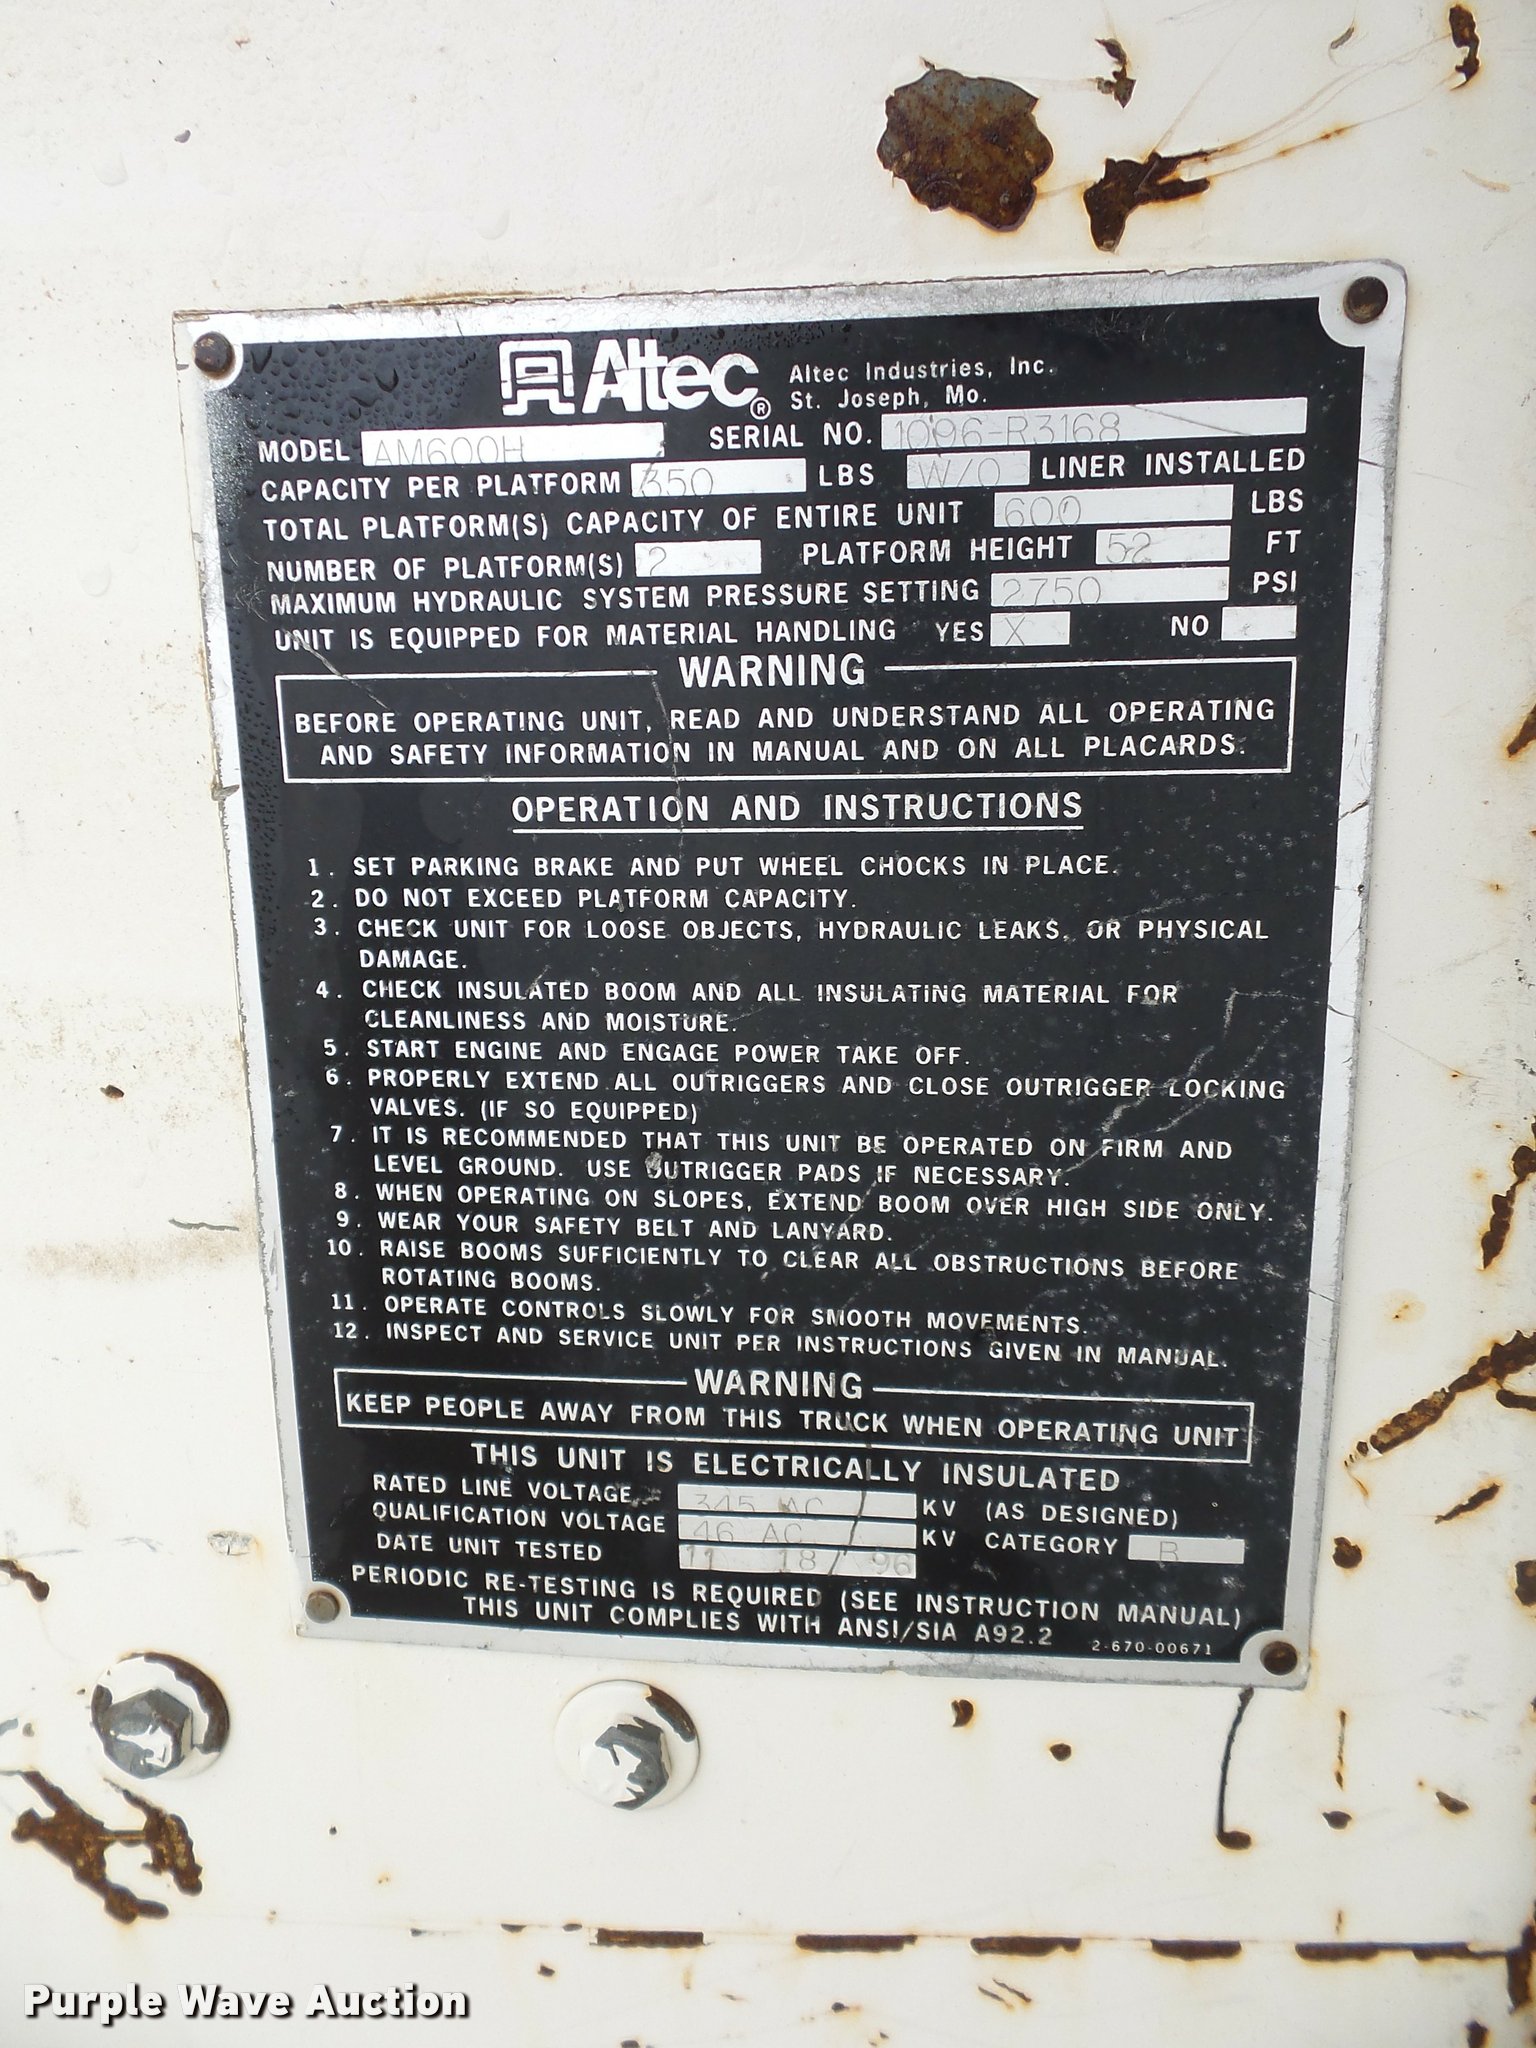 Altec® Altec Industries, Inc.
St. Joseph, Mo.
MODEL AM600H SERIAL NO. 1096-R3168
CAPACITY PER PLATFORM 350 LBS W/O LINER INSTALLED
TOTAL PLATFORM(S) CAPACITY OF ENTIRE UNIT 600 LBS
NUMBER OF PLATFORM(S) 2 PLATFORM HEIGHT 52 FT
MAXIMUM HYDRAULIC SYSTEM PRESSURE SETTING 2750 PSI
UNIT IS EQUIPPED FOR MATERIAL HANDLING YES X NO
WARNING
BEFORE OPERATING UNIT, READ AND UNDERSTAND ALL OPERATING
AND SAFETY INFORMATION IN MANUAL AND ON ALL PLACARDS.
OPERATION AND INSTRUCTIONS
1. SET PARKING BRAKE AND PUT WHEEL CHOCKS IN PLACE.
2. DO NOT EXCEED PLATFORM CAPACITY.
3. CHECK UNIT FOR LOOSE OBJECTS, HYDRAULIC LEAKS, OR PHYSICAL
DAMAGE.
4. CHECK INSULATED BOOM AND ALL INSULATING MATERIAL FOR
CLEANLINESS AND MOISTURE.
5. START ENGINE AND ENGAGE POWER TAKE OFF.
6. PROPERLY EXTEND ALL OUTRIGGERS AND CLOSE OUTRIGGER LOCKING
VALVES. (IF SO EQUIPPED)
7. IT IS RECOMMENDED THAT THIS UNIT BE OPERATED ON FIRM AND
LEVEL GROUND. USE OUTRIGGER PADS IF NECESSARY.
8. WHEN OPERATING ON SLOPES, EXTEND BOOM OVER HIGH SIDE ONLY.
9. WEAR YOUR SAFETY BELT AND LANYARD.
10. RAISE BOOMS SUFFICIENTLY TO CLEAR ALL OBSTRUCTIONS BEFORE
ROTATING BOOMS.
11. OPERATE CONTROLS SLOWLY FOR SMOOTH MOVEMENTS.
12. INSPECT AND SERVICE UNIT PER INSTRUCTIONS GIVEN IN MANUAL.
WARNING
KEEP PEOPLE AWAY FROM THIS TRUCK WHEN OPERATING UNIT
THIS UNIT IS ELECTRICALLY INSULATED
RATED LINE VOLTAGE 345 AC KV (AS DESIGNED)
QUALIFICATION VOLTAGE 46 AC KV CATEGORY B
DATE UNIT TESTED 11 18/96
PERIODIC RE-TESTING IS REQUIRED (SEE INSTRUCTION MANUAL)
THIS UNIT COMPLIES WITH ANSI/SIA A92.2 2-670-00671
Purple Wave Auction